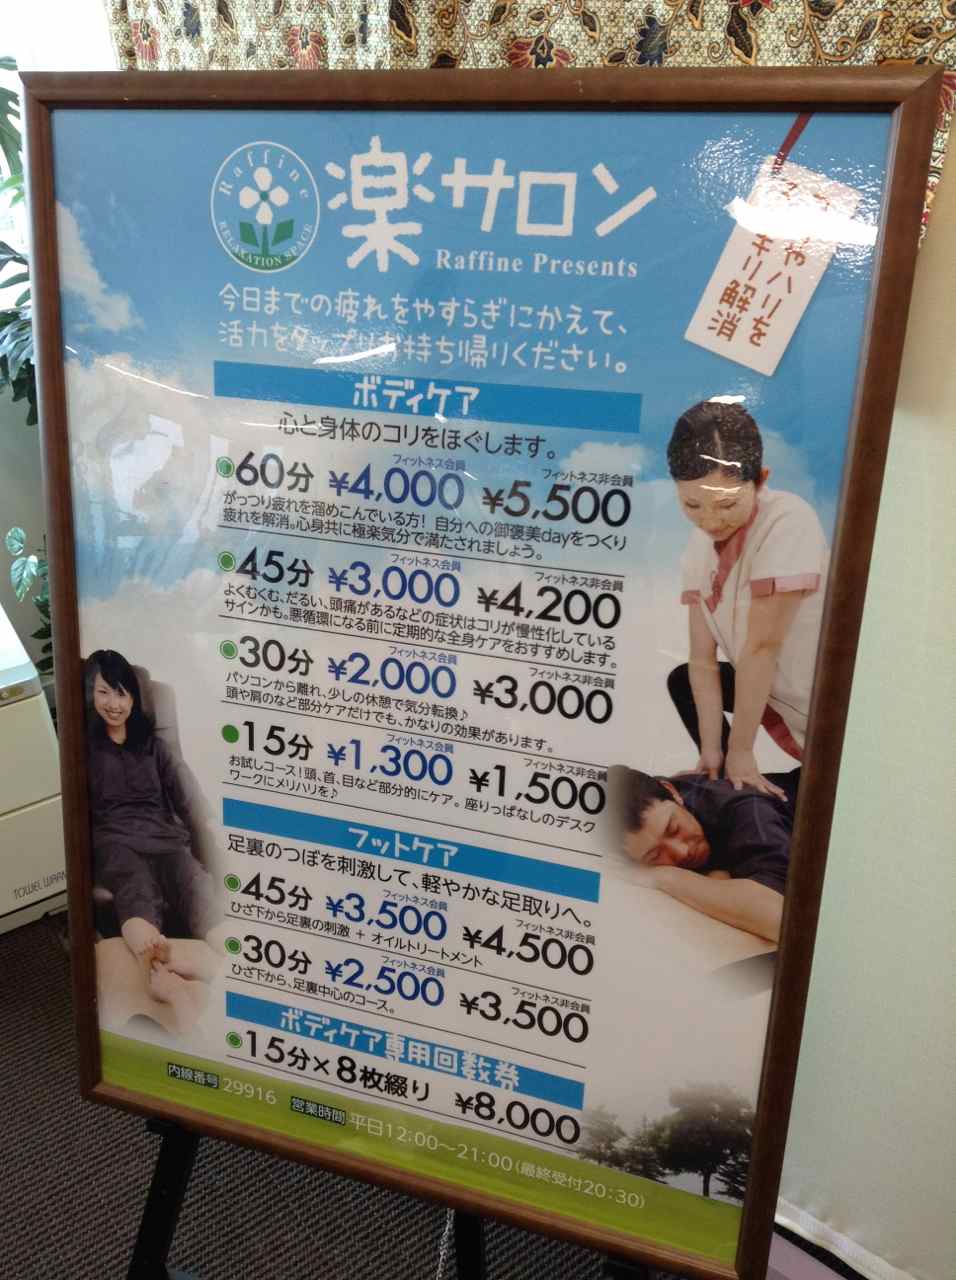 Raffine
RELAXATION SPACE
楽サロン
Raffine Presents
やハリを
キリ解消
今日までの疲れをやすらぎにかえて、
活力をタップリお持ち帰りください。
ボディケア
心と身体のコリをほぐします。
フィットネス会員 フィットネス非会員
●60分 ¥4,000 ¥5,500
がっつり疲れを溜めこんでいる方! 自分への御褒美dayをつくり
疲れを解消。心身共に極楽気分で満たされましょう。
フィットネス会員 フィットネス非会員
●45分 ¥3,000 ¥4,200
よくむくむ、だるい、頭痛があるなどの症状はコリが慢性化している
サインかも。悪循環になる前に定期的な全身ケアをおすすめします。
フィットネス会員 フィットネス非会員
●30分 ¥2,000 ¥3,000
パソコンから離れ、少しの休憩で気分転換♪
頭や肩のなど部分ケアだけでも、かなりの効果があります。
フィットネス会員 フィットネス非会員
●15分 ¥1,300 ¥1,500
お試しコース!頭、首、目など部分的にケア。座りっぱなしのデスク
ワークにメリハリを♪
フットケア
足裏のつぼを刺激して、軽やかな足取りへ。
フィットネス会員 フィットネス非会員
●45分 ¥3,500 ¥4,500
ひざ下から足裏の刺激 + オイルトリートメント
フィットネス会員 フィットネス非会員
●30分 ¥2,500 ¥3,500
ひざ下から、足裏中心のコース。
ボディケア専用回数券
●15分×8枚綴り ¥8,000
内線番号 29916 営業時間 平日12:00〜21:00(最終受付20:30)
TOWEL WARM